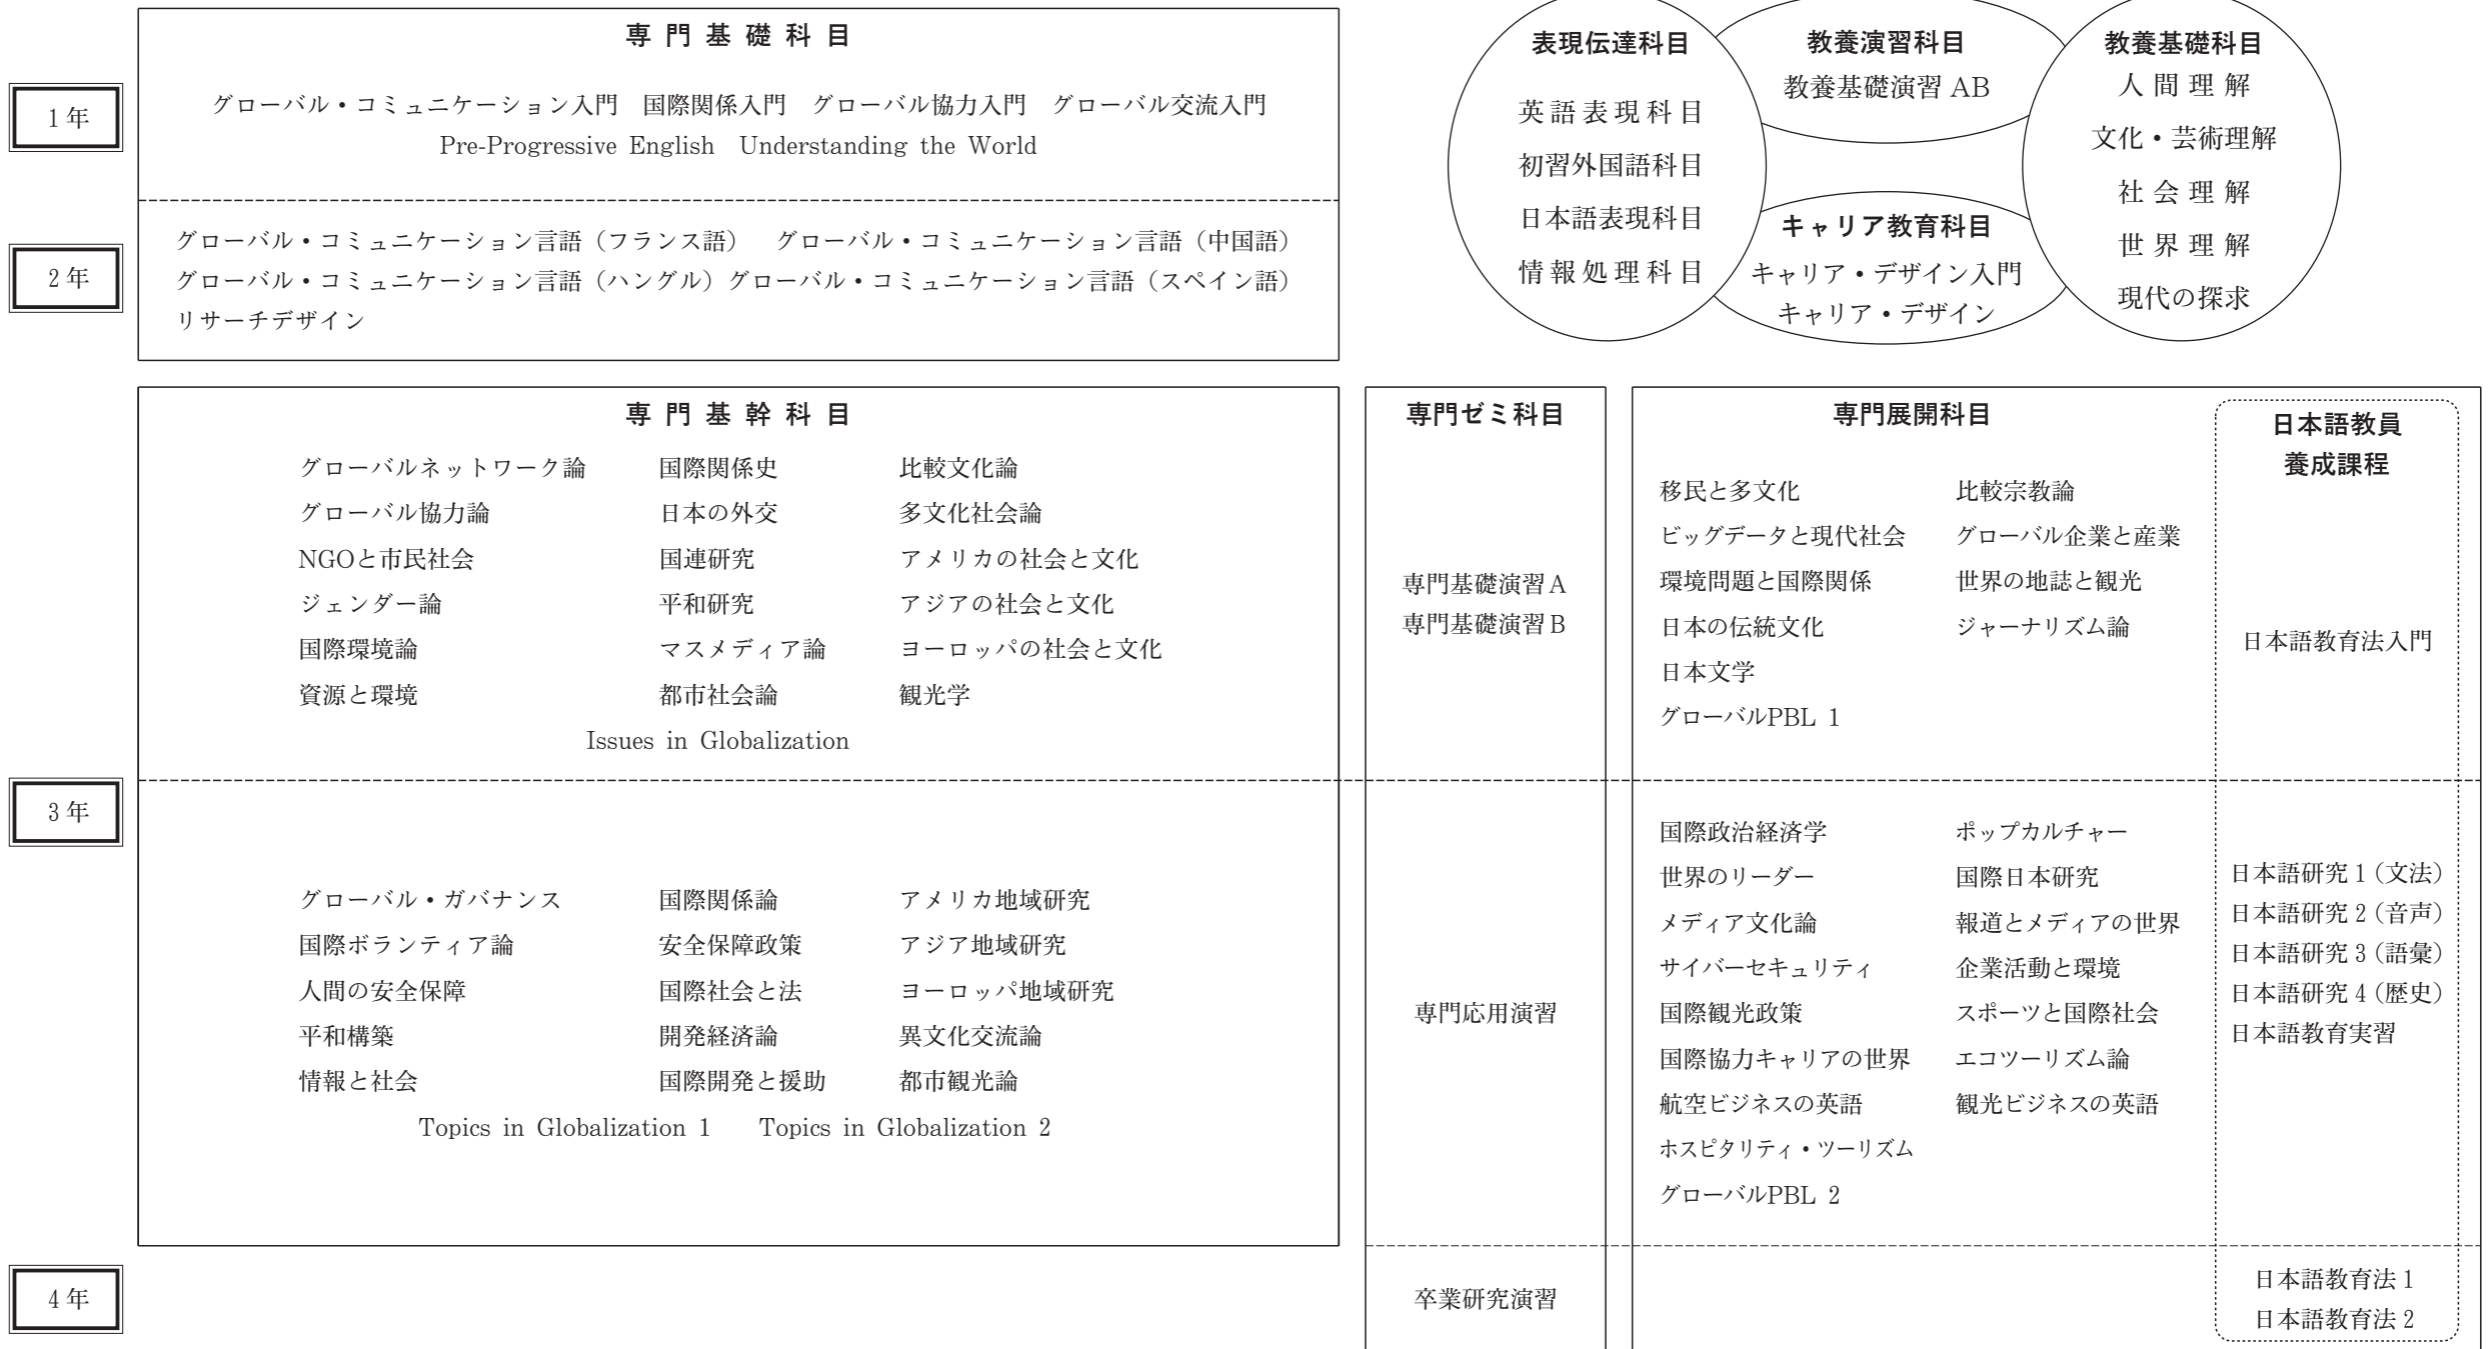 専門基礎科目
1年
グローバル・コミュニケーション入門　国際関係入門　グローバル協力入門　グローバル交流入門
Pre-Progressive English　Understanding the World
2年
グローバル・コミュニケーション言語（フランス語）　グローバル・コミュニケーション言語（中国語）
グローバル・コミュニケーション言語（ハングル）グローバル・コミュニケーション言語（スペイン語）
リサーチデザイン
表現伝達科目
英語表現科目
初習外国語科目
日本語表現科目
情報処理科目
教養演習科目
教養基礎演習 AB
キャリア教育科目
キャリア・デザイン入門
キャリア・デザイン
教養基礎科目
人間理解
文化・芸術理解
社会理解
世界理解
現代の探求
専門基幹科目
グローバルネットワーク論　国際関係史　比較文化論
グローバル協力論　日本の外交　多文化社会論
NGOと市民社会　国連研究　アメリカの社会と文化
ジェンダー論　平和研究　アジアの社会と文化
国際環境論　マスメディア論　ヨーロッパの社会と文化
資源と環境　都市社会論　観光学
Issues in Globalization
3年
グローバル・ガバナンス　国際関係論　アメリカ地域研究
国際ボランティア論　安全保障政策　アジア地域研究
人間の安全保障　国際社会と法　ヨーロッパ地域研究
平和構築　開発経済論　異文化交流論
情報と社会　国際開発と援助　都市観光論
Topics in Globalization 1　Topics in Globalization 2
4年
専門ゼミ科目
専門基礎演習A
専門基礎演習B
専門応用演習
卒業研究演習
専門展開科目
移民と多文化　比較宗教論
ビッグデータと現代社会　グローバル企業と産業
環境問題と国際関係　世界の地誌と観光
日本の伝統文化　ジャーナリズム論
日本文学
グローバルPBL 1
国際政治経済学　ポップカルチャー
世界のリーダー　国際日本研究
メディア文化論　報道とメディアの世界
サイバーセキュリティ　企業活動と環境
国際観光政策　スポーツと国際社会
国際協力キャリアの世界　エコツーリズム論
航空ビジネスの英語　観光ビジネスの英語
ホスピタリティ・ツーリズム
グローバルPBL 2
日本語教員
養成課程
日本語教育法入門
日本語研究1（文法）
日本語研究2（音声）
日本語研究3（語彙）
日本語研究4（歴史）
日本語教育実習
日本語教育法1
日本語教育法2